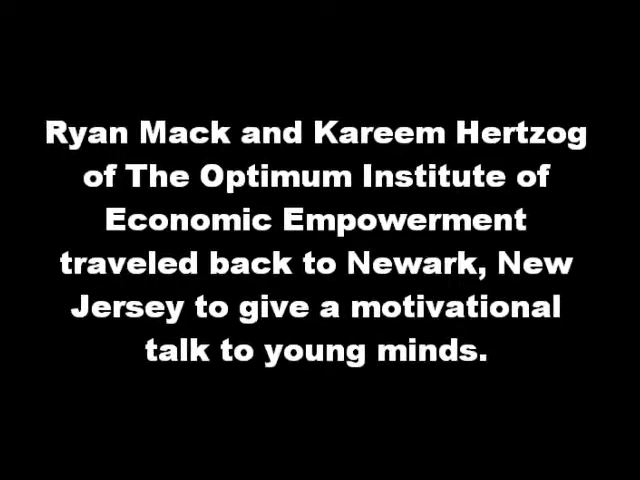 Ryan Mack and Kareem Hertzog
of The Optimum Institute of
Economic Empowerment
traveled back to Newark, New
Jersey to give a motivational
talk to young minds.